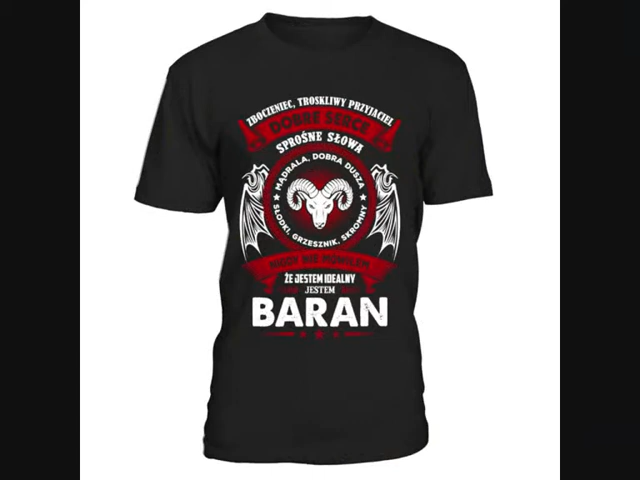 ZBOCZENIEC, TROSKLIWY PRZYJACIEL
DOBRE SERCE
SPROŚNE SŁOWA
MĄDRALA, DOBRA DUSZA
SŁODKI, GRZESZNIK, SKROMNY
NIGDY NIE MÓWIŁEM
ŻE JESTEM IDEALNY
JESTEM
BARAN